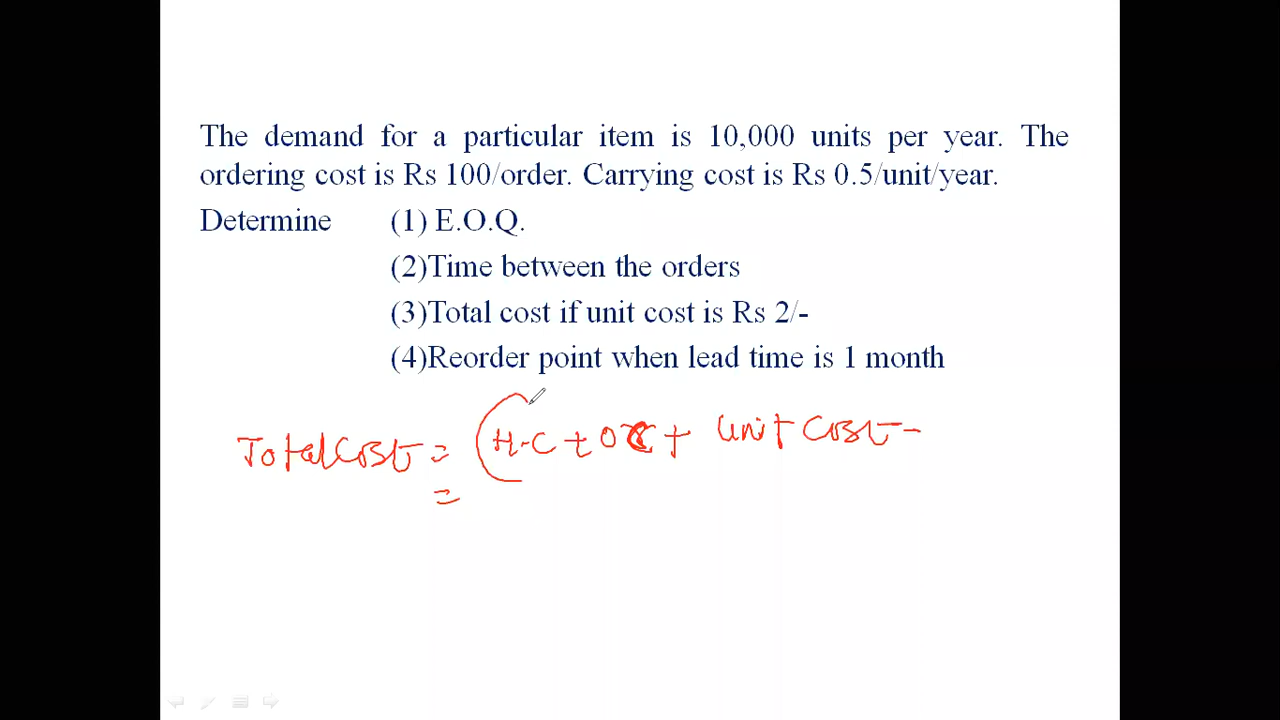 The demand for a particular item is 10,000 units per year. The
ordering cost is Rs 100/order. Carrying cost is Rs 0.5/unit/year.
Determine (1) E.O.Q.
(2)Time between the orders
(3)Total cost if unit cost is Rs 2/-
(4)Reorder point when lead time is 1 month
Total Cost = (H.C + OC + Unit Cost -
=